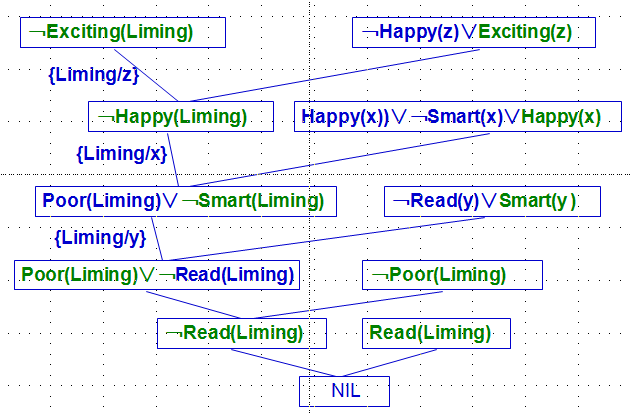 ¬Exciting(Liming)
¬Happy(z)∨Exciting(z)
{Liming/z}
¬Happy(Liming)
Happy(x))∨¬Smart(x)∨Happy(x)
{Liming/x}
Poor(Liming)∨¬Smart(Liming)
¬Read(y)∨Smart(y)
{Liming/y}
Poor(Liming)∨¬Read(Liming)
¬Poor(Liming)
¬Read(Liming)
Read(Liming)
NIL